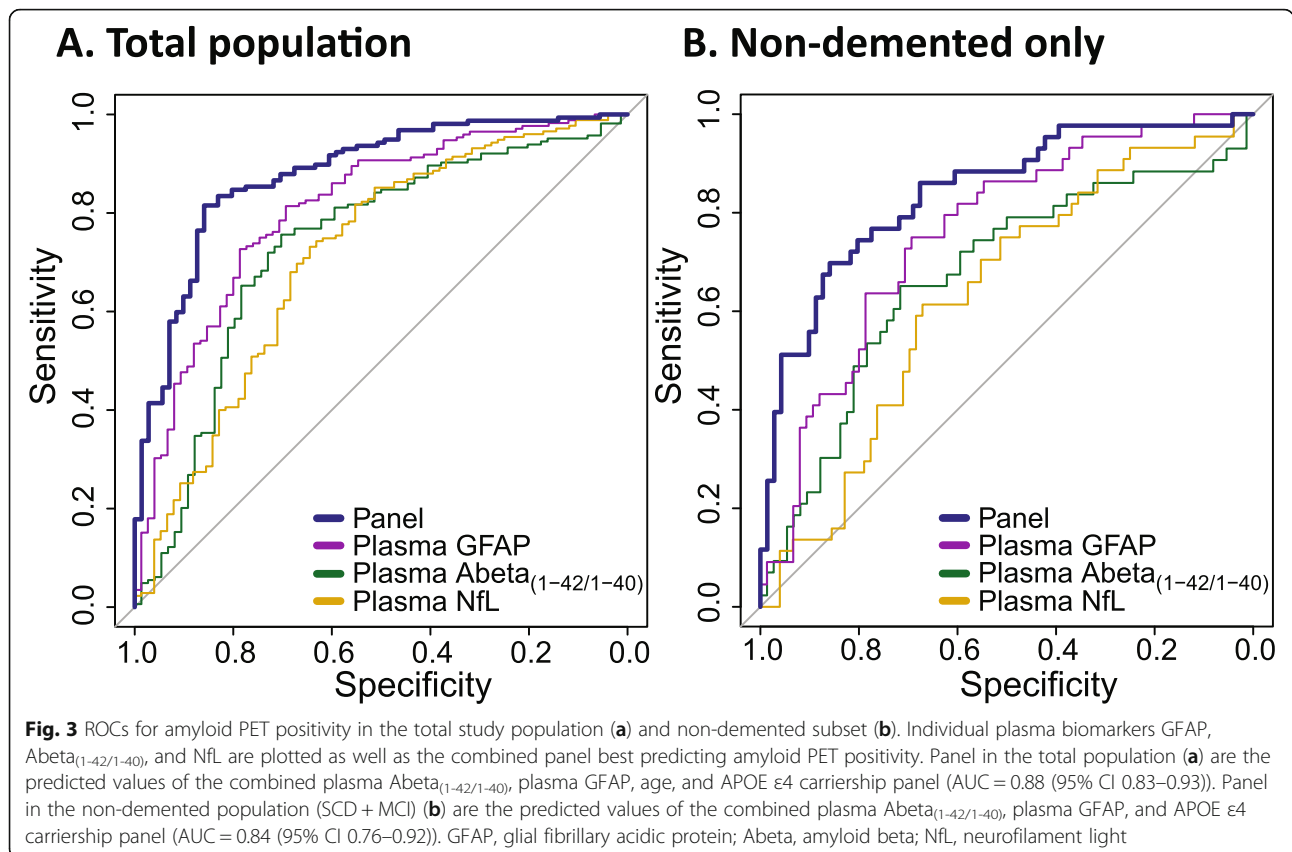 A. Total population
B. Non-demented only
1.0
0.8
0.6
0.4
0.2
0.0
Sensitivity
Panel
Plasma GFAP
Plasma Abeta(1−42/1−40)
Plasma NfL
1.0 0.8 0.6 0.4 0.2 0.0
Specificity
1.0
0.8
0.6
0.4
0.2
0.0
Sensitivity
Panel
Plasma GFAP
Plasma Abeta(1−42/1−40)
Plasma NfL
1.0 0.8 0.6 0.4 0.2 0.0
Specificity
Fig. 3 ROCs for amyloid PET positivity in the total study population (a) and non-demented subset (b). Individual plasma biomarkers GFAP,
Abeta(1-42/1-40), and NfL are plotted as well as the combined panel best predicting amyloid PET positivity. Panel in the total population (a) are the
predicted values of the combined plasma Abeta(1-42/1-40), plasma GFAP, age, and APOE ε4 carriership panel (AUC = 0.88 (95% CI 0.83–0.93)). Panel
in the non-demented population (SCD + MCI) (b) are the predicted values of the combined plasma Abeta(1-42/1-40), plasma GFAP, and APOE ε4
carriership panel (AUC = 0.84 (95% CI 0.76–0.92)). GFAP, glial fibrillary acidic protein; Abeta, amyloid beta; NfL, neurofilament light